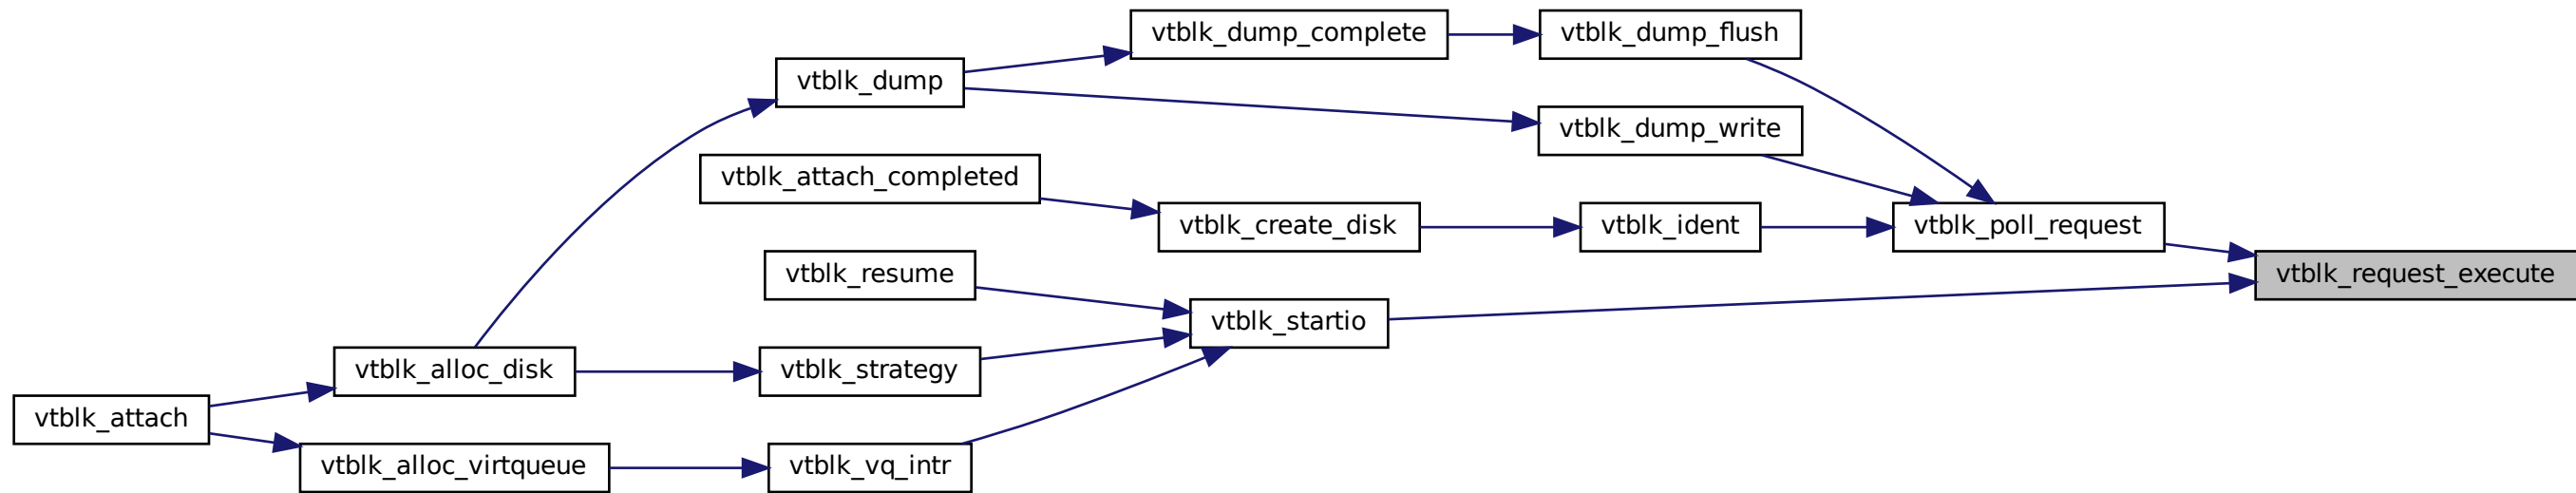 vtblk_dump_complete
vtblk_dump_flush
vtblk_dump
vtblk_dump_write
vtblk_attach_completed
vtblk_create_disk
vtblk_ident
vtblk_poll_request
vtblk_resume
vtblk_request_execute
vtblk_startio
vtblk_alloc_disk
vtblk_strategy
vtblk_attach
vtblk_alloc_virtqueue
vtblk_vq_intr